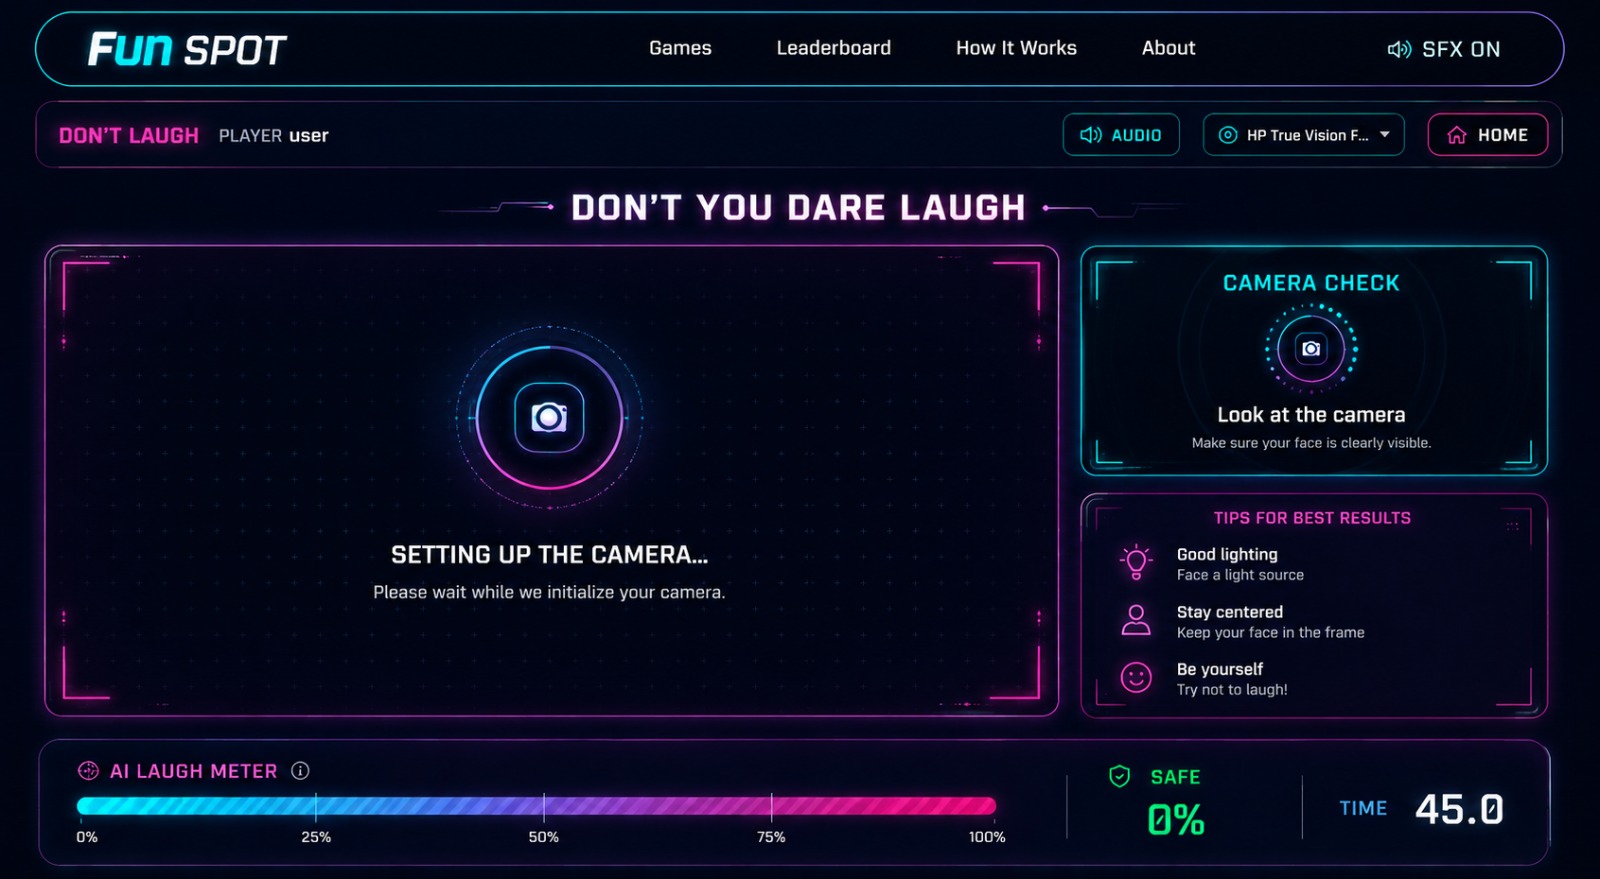 Fun SPOT
Games
Leaderboard
How It Works
About
SFX ON
DON'T LAUGH
PLAYER user
AUDIO
HP True Vision F...
HOME
DON'T YOU DARE LAUGH
SETTING UP THE CAMERA...
Please wait while we initialize your camera.
CAMERA CHECK
Look at the camera
Make sure your face is clearly visible.
TIPS FOR BEST RESULTS
Good lighting
Face a light source
Stay centered
Keep your face in the frame
Be yourself
Try not to laugh!
AI LAUGH METER
0%
25%
50%
75%
100%
SAFE
0%
TIME
45.0